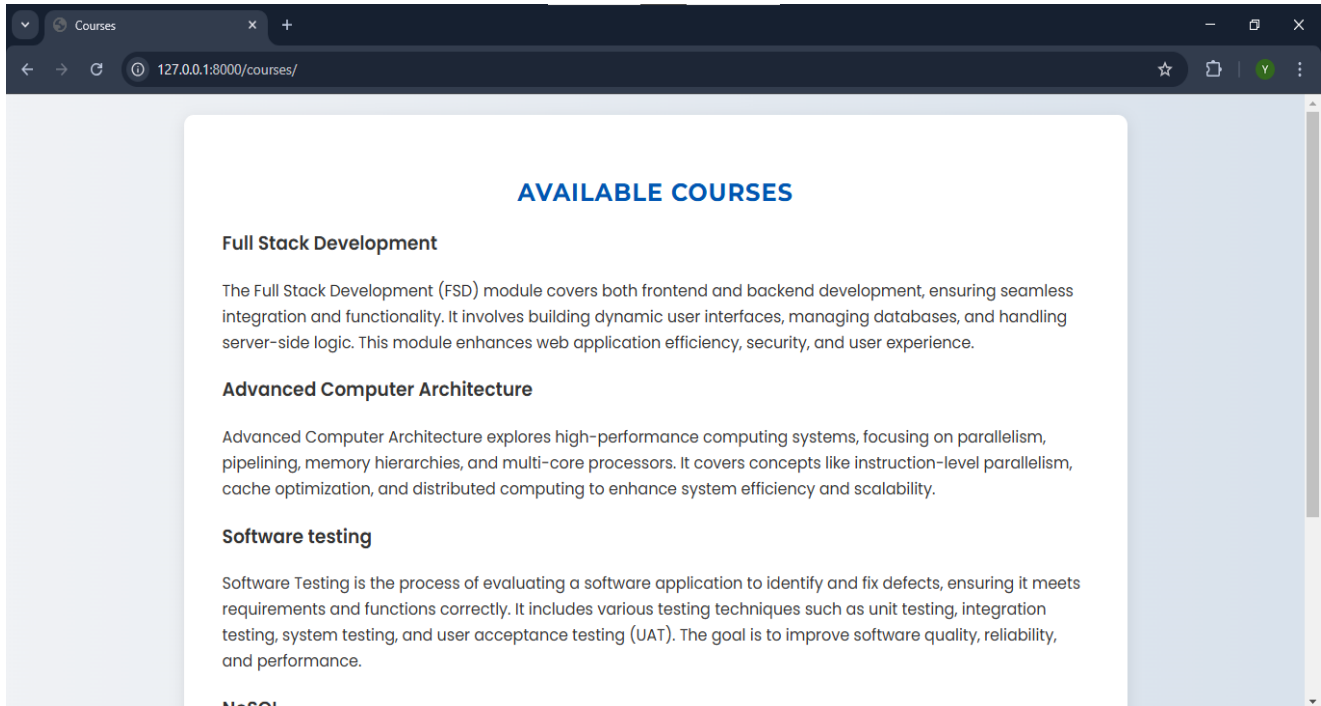 Courses
127.0.0.1:8000/courses/
Y
AVAILABLE COURSES
Full Stack Development
The Full Stack Development (FSD) module covers both frontend and backend development, ensuring seamless
integration and functionality. It involves building dynamic user interfaces, managing databases, and handling
server-side logic. This module enhances web application efficiency, security, and user experience.
Advanced Computer Architecture
Advanced Computer Architecture explores high-performance computing systems, focusing on parallelism,
pipelining, memory hierarchies, and multi-core processors. It covers concepts like instruction-level parallelism,
cache optimization, and distributed computing to enhance system efficiency and scalability.
Software testing
Software Testing is the process of evaluating a software application to identify and fix defects, ensuring it meets
requirements and functions correctly. It includes various testing techniques such as unit testing, integration
testing, system testing, and user acceptance testing (UAT). The goal is to improve software quality, reliability,
and performance.
NoSQL